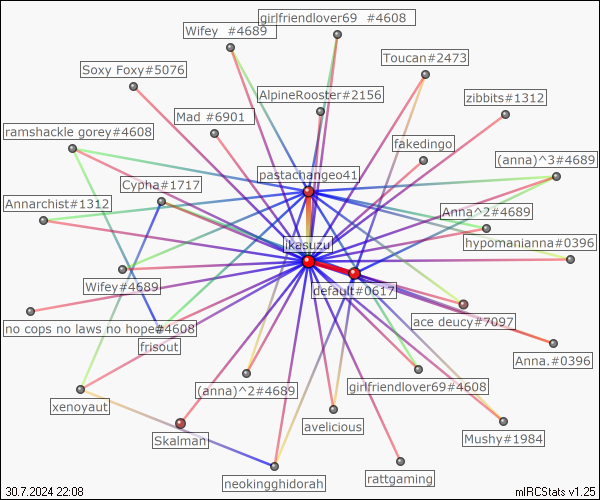 girlfriendlover69 #4608
Wifey #4689
Toucan#2473
Soxy Foxy#5076
AlpineRooster#2156
zibbits#1312
Mad #6901
ramshackle gorey#4608
fakedingo
(anna)^3#4689
pastachangeo41
Cypha#1717
Annarchist#1312
Anna^2#4689
ikasuzu
hypomanianna#0396
Wifey#4689
default#0617
no cops no laws no hope#4608
ace deucy#7097
frisout
Anna.#0396
(anna)^2#4689
girlfriendlover69#4608
xenoyaut
avelicious
Skalman
Mushy#1984
rattgaming
neokingghidorah
30.7.2024 22:08
mIRCStats v1.25